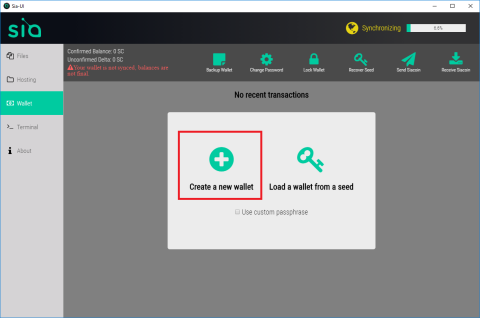 Sia-UI
sia
Synchronizing
Files
Hosting
Wallet
Terminal
About
Confirmed Balance: 0 SC
Unconfirmed Delta: 0 SC
Your wallet is not synced, balances are
not final
Backup Wallet
Change Password
Lock Wallet
Recover Seed
Send Siacoin
Receive Siacoin
No recent transactions
Create a new wallet
Load a wallet from a seed
Use custom passphrase